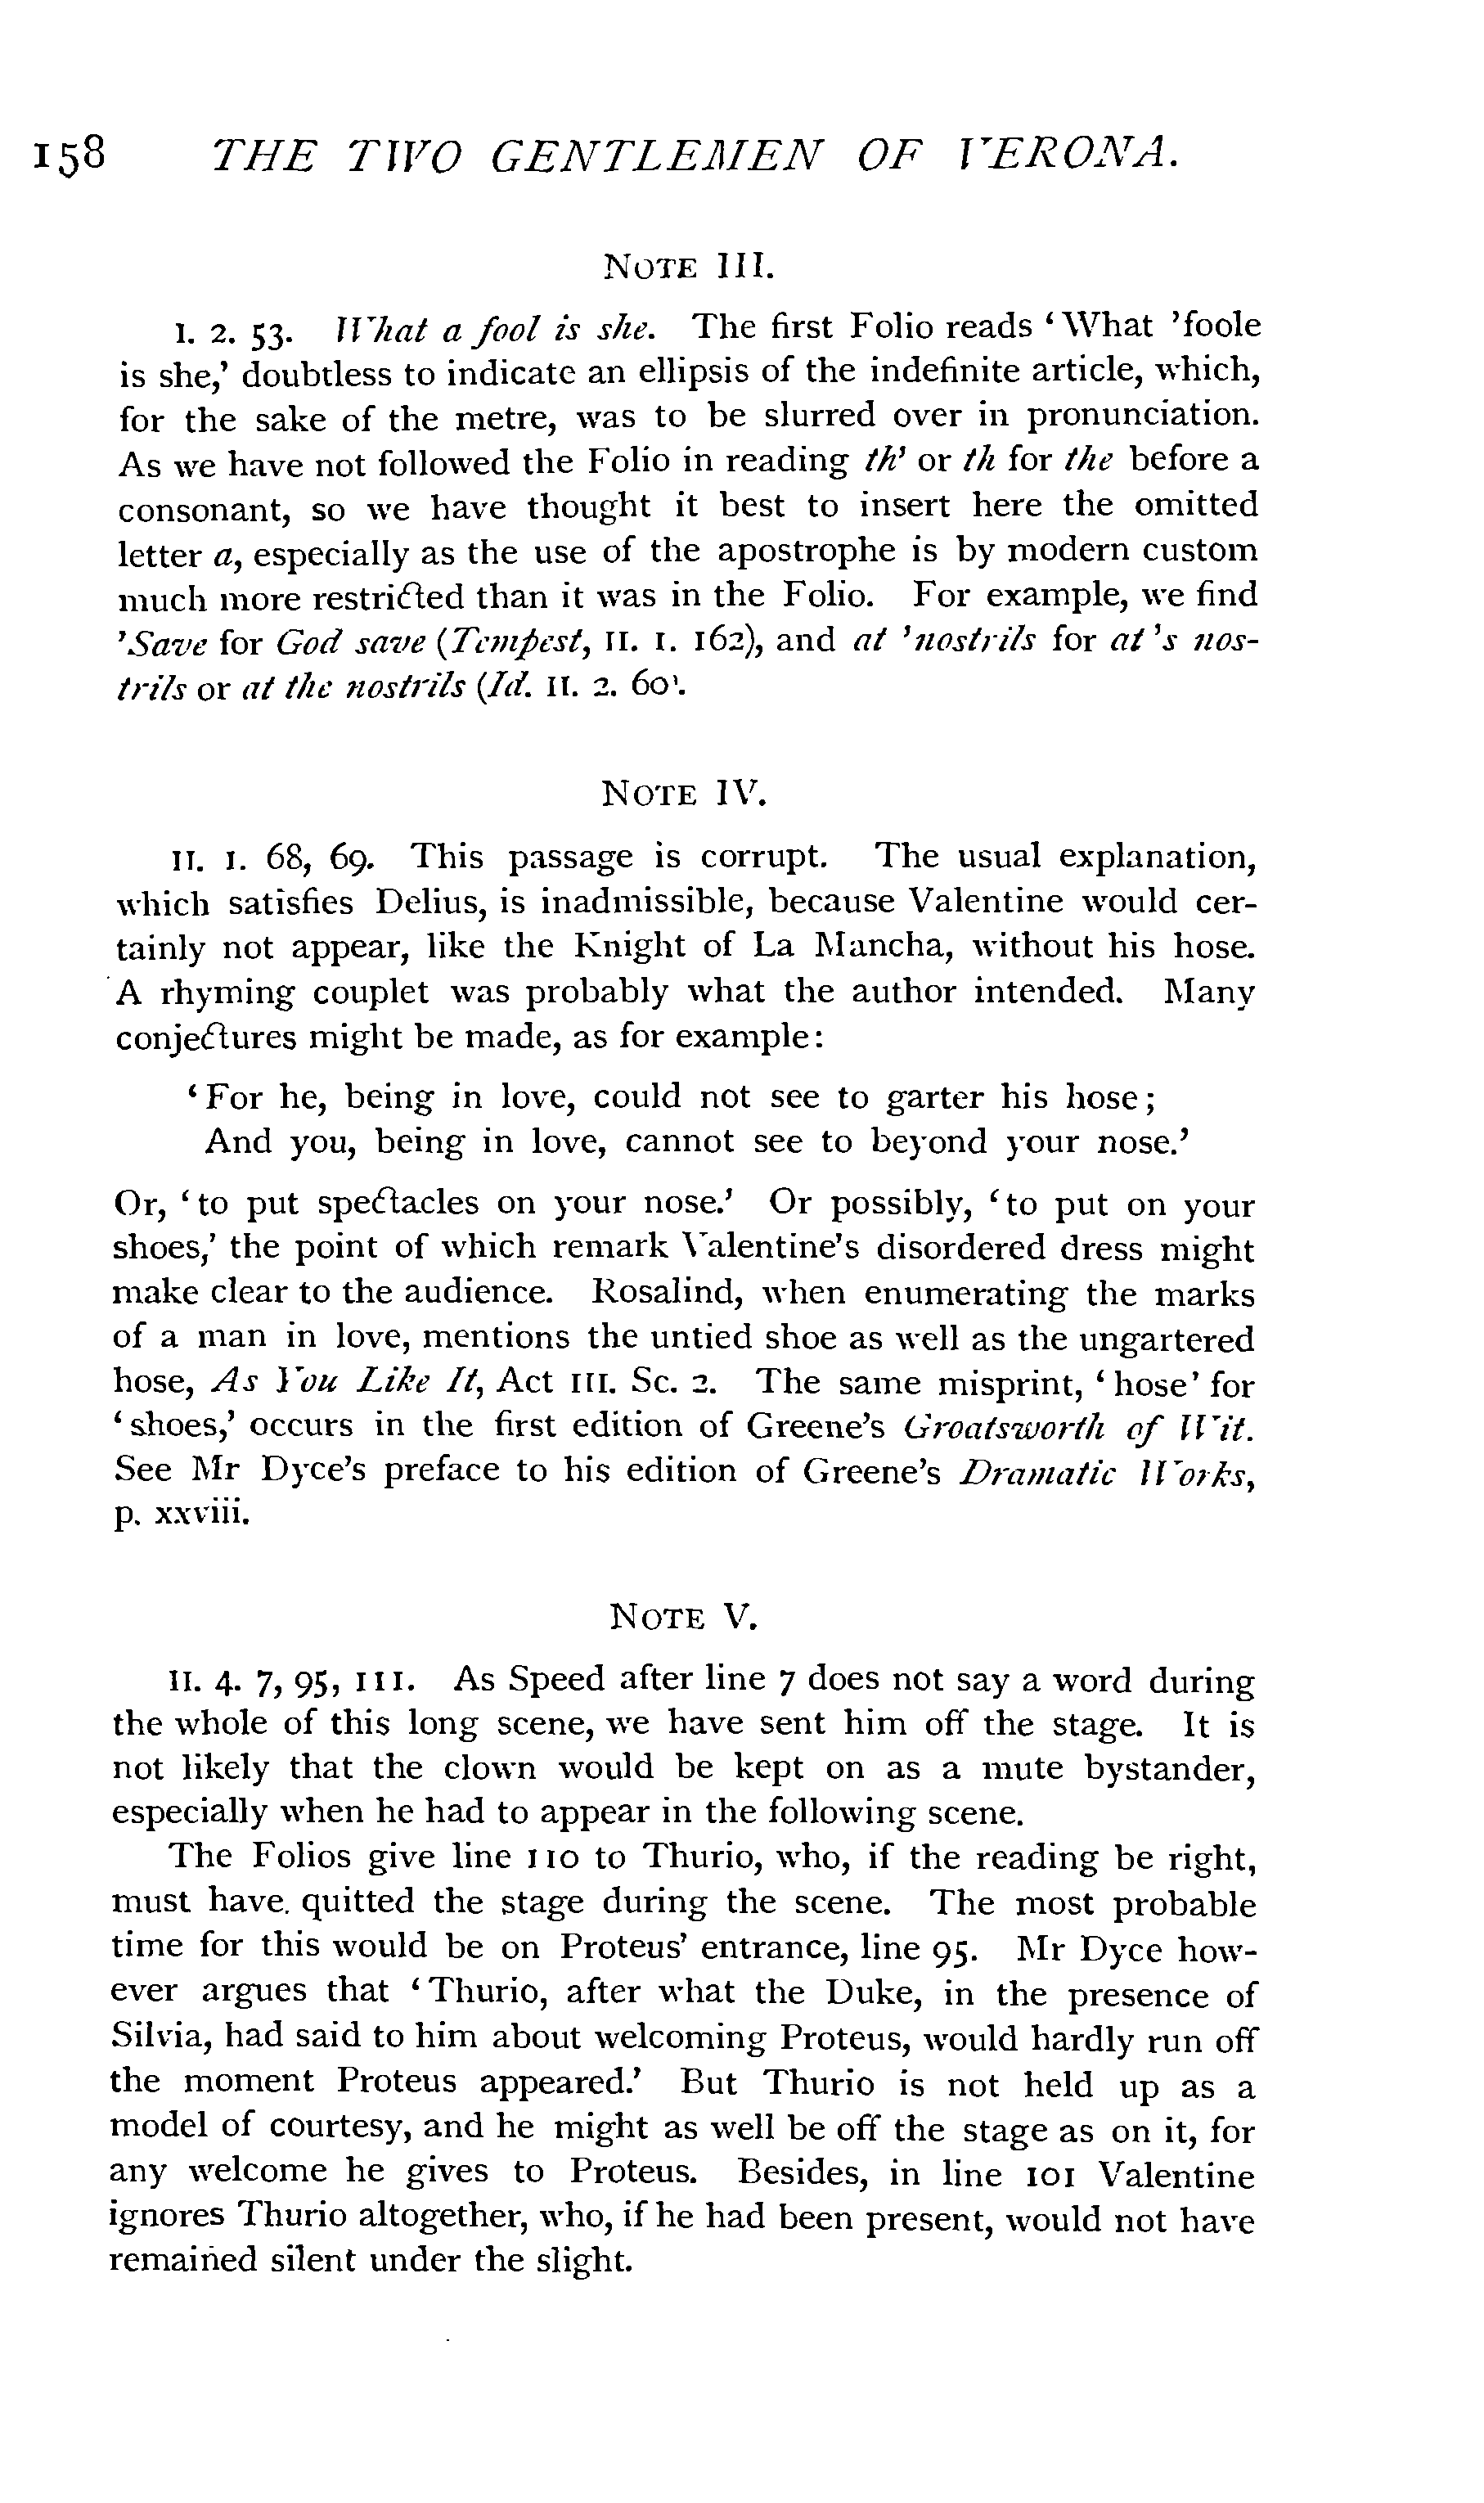 158 THE TWO GENTLEMEN OF VERONA.
NOTE III.
I. 2. 53. What a fool is she. The first Folio reads ‘What ’foole
is she,’ doubtless to indicate an ellipsis of the indefinite article, which,
for the sake of the metre, was to be slurred over in pronunciation.
As we have not followed the Folio in reading th’ or th for the before a
consonant, so we have thought it best to insert here the omitted
letter a, especially as the use of the apostrophe is by modern custom
much more restricted than it was in the Folio. For example, we find
’Save for God save (Tempest, II. 1. 162), and at ’nostrils for at ’s nos-
trils or at the nostrils (Id. II. 2. 60).
NOTE IV.
II. 1. 68, 69. This passage is corrupt. The usual explanation,
which satisfies Delius, is inadmissible, because Valentine would cer-
tainly not appear, like the Knight of La Mancha, without his hose.
A rhyming couplet was probably what the author intended. Many
conjectures might be made, as for example:
‘For he, being in love, could not see to garter his hose;
And you, being in love, cannot see to beyond your nose.’
Or, ‘to put spectacles on your nose.’ Or possibly, ‘to put on your
shoes,’ the point of which remark Valentine’s disordered dress might
make clear to the audience. Rosalind, when enumerating the marks
of a man in love, mentions the untied shoe as well as the ungartered
hose, As You Like It, Act III. Sc. 2. The same misprint, ‘hose’ for
‘shoes,’ occurs in the first edition of Greene’s Groatsworth of Wit.
See Mr Dyce’s preface to his edition of Greene’s Dramatic Works,
p. xxviii.
NOTE V.
II. 4. 7, 95, 111. As Speed after line 7 does not say a word during
the whole of this long scene, we have sent him off the stage. It is
not likely that the clown would be kept on as a mute bystander,
especially when he had to appear in the following scene.
The Folios give line 110 to Thurio, who, if the reading be right,
must have quitted the stage during the scene. The most probable
time for this would be on Proteus’ entrance, line 95. Mr Dyce how-
ever argues that ‘Thurio, after what the Duke, in the presence of
Silvia, had said to him about welcoming Proteus, would hardly run off
the moment Proteus appeared.’ But Thurio is not held up as a
model of courtesy, and he might as well be off the stage as on it, for
any welcome he gives to Proteus. Besides, in line 101 Valentine
ignores Thurio altogether, who, if he had been present, would not have
remained silent under the slight.